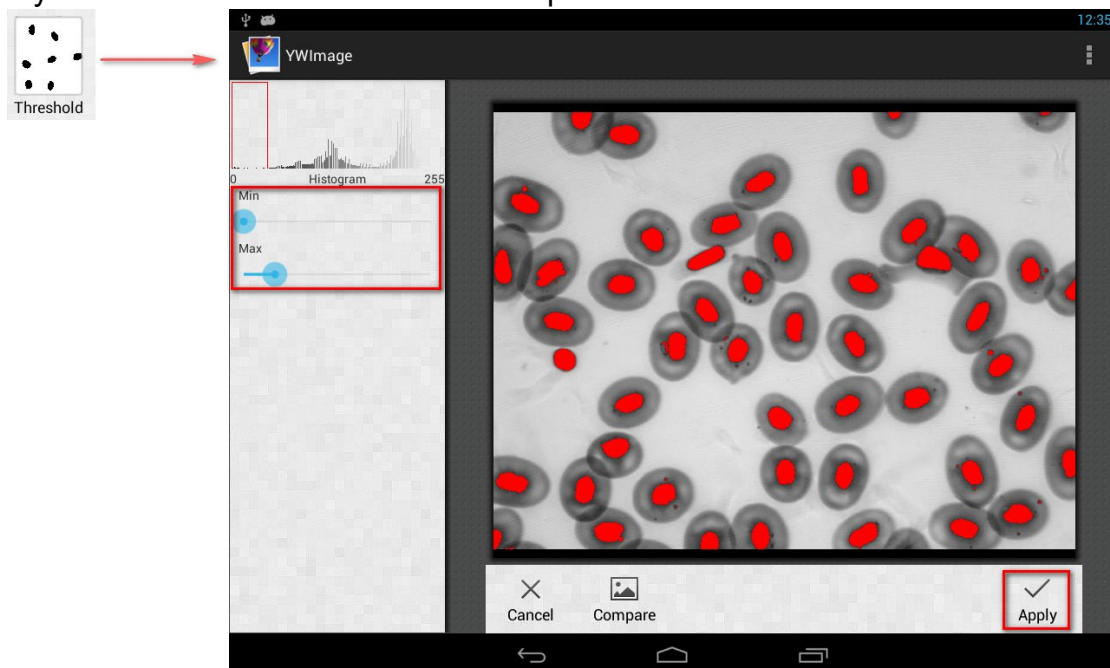 12:35
YWImage
Threshold
0 Histogram 255
Min
Max
Cancel Compare Apply